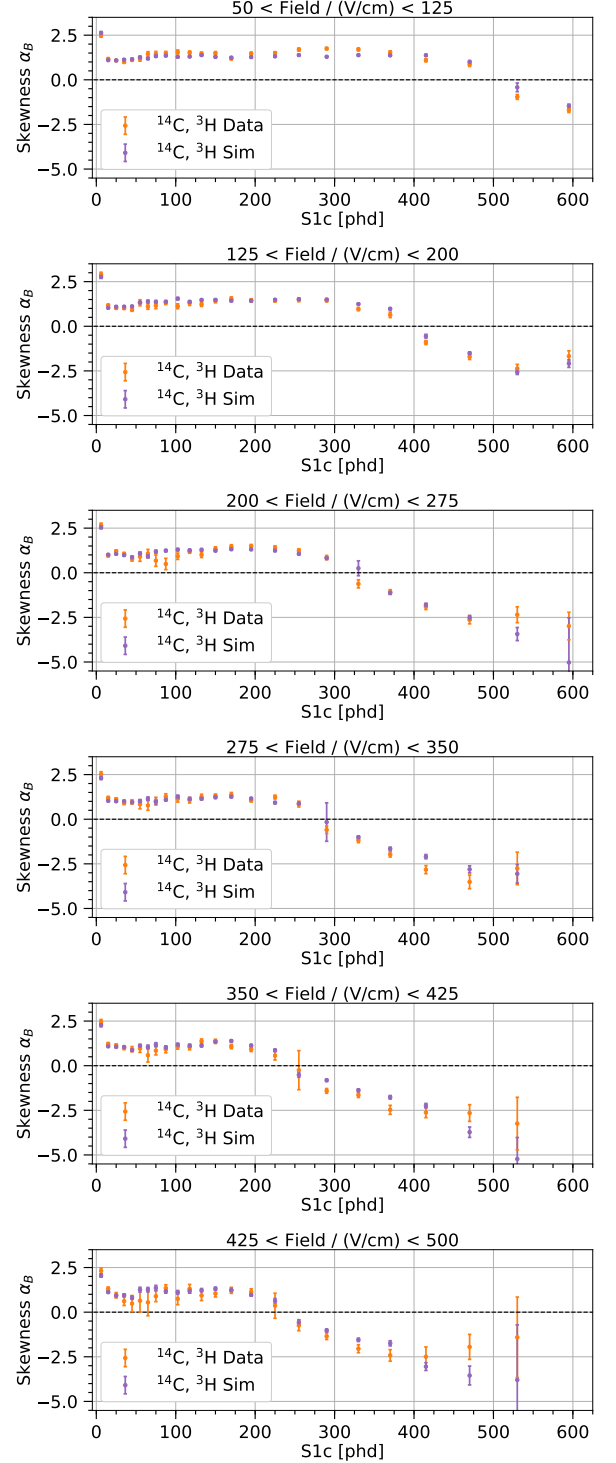 50 < Field / (V/cm) < 125
Skewness α_B
2.5
0.0
−2.5
−5.0
¹⁴C, ³H Data
¹⁴C, ³H Sim
0 100 200 300 400 500 600
S1c [phd]
125 < Field / (V/cm) < 200
Skewness α_B
2.5
0.0
−2.5
−5.0
¹⁴C, ³H Data
¹⁴C, ³H Sim
0 100 200 300 400 500 600
S1c [phd]
200 < Field / (V/cm) < 275
Skewness α_B
2.5
0.0
−2.5
−5.0
¹⁴C, ³H Data
¹⁴C, ³H Sim
0 100 200 300 400 500 600
S1c [phd]
275 < Field / (V/cm) < 350
Skewness α_B
2.5
0.0
−2.5
−5.0
¹⁴C, ³H Data
¹⁴C, ³H Sim
0 100 200 300 400 500 600
S1c [phd]
350 < Field / (V/cm) < 425
Skewness α_B
2.5
0.0
−2.5
−5.0
¹⁴C, ³H Data
¹⁴C, ³H Sim
0 100 200 300 400 500 600
S1c [phd]
425 < Field / (V/cm) < 500
Skewness α_B
2.5
0.0
−2.5
−5.0
¹⁴C, ³H Data
¹⁴C, ³H Sim
0 100 200 300 400 500 600
S1c [phd]